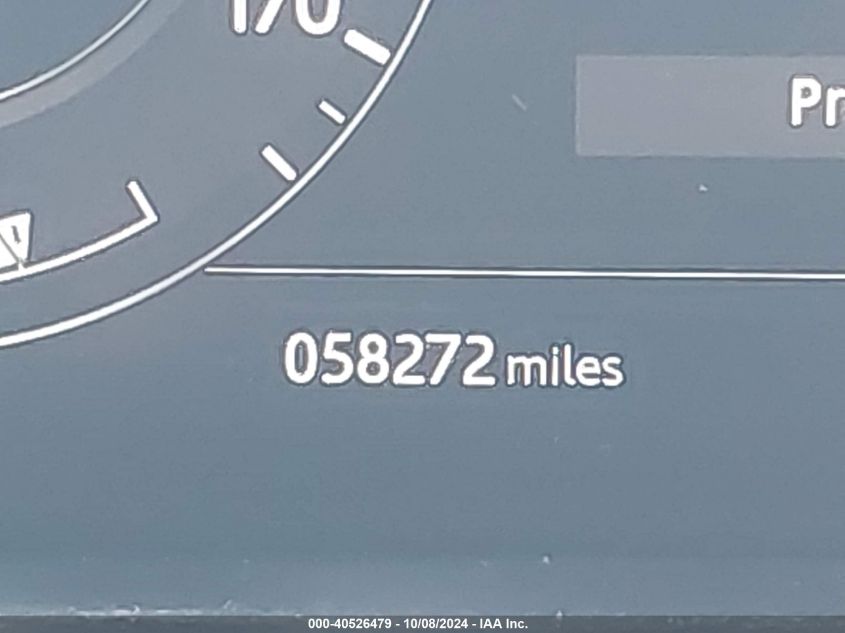 170
Pr
058272 miles
000-40526479 - 10/08/2024 - IAA Inc.